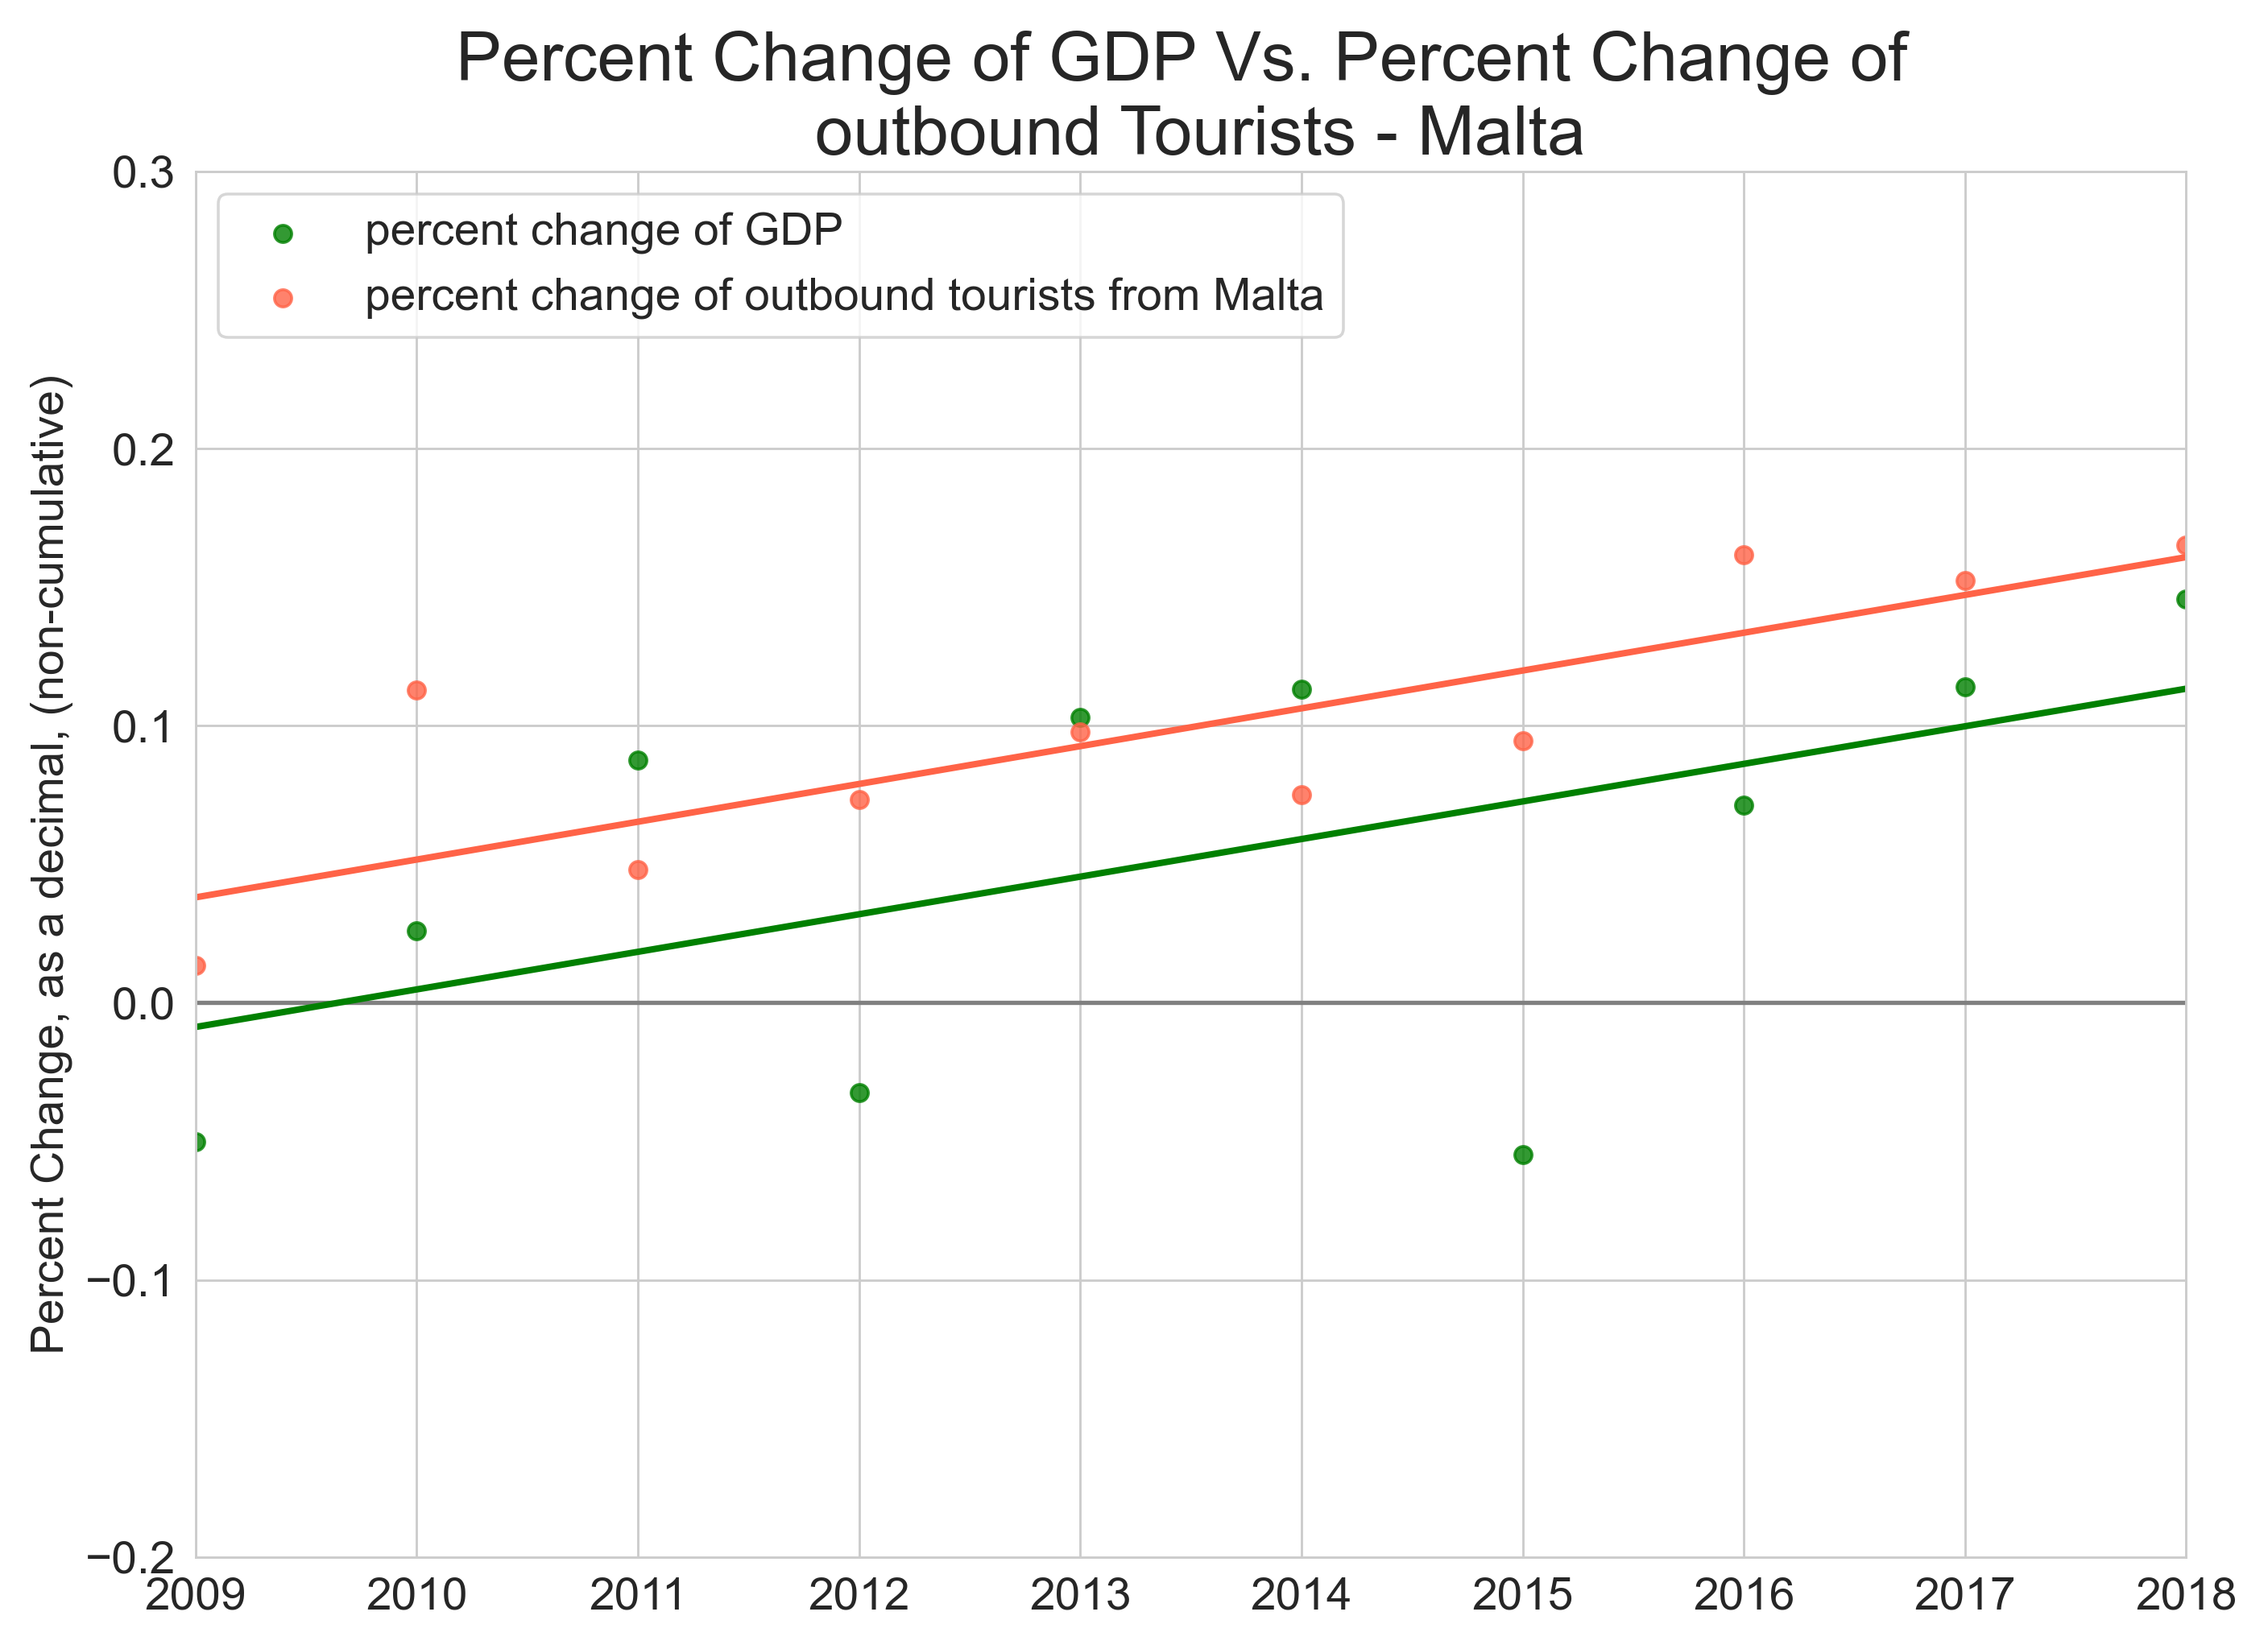 Percent Change of GDP Vs. Percent Change of
outbound Tourists - Malta
percent change of GDP
percent change of outbound tourists from Malta
Percent Change, as a decimal, (non-cumulative)
0.3
0.2
0.1
0.0
−0.1
−0.2
2009 2010 2011 2012 2013 2014 2015 2016 2017 2018